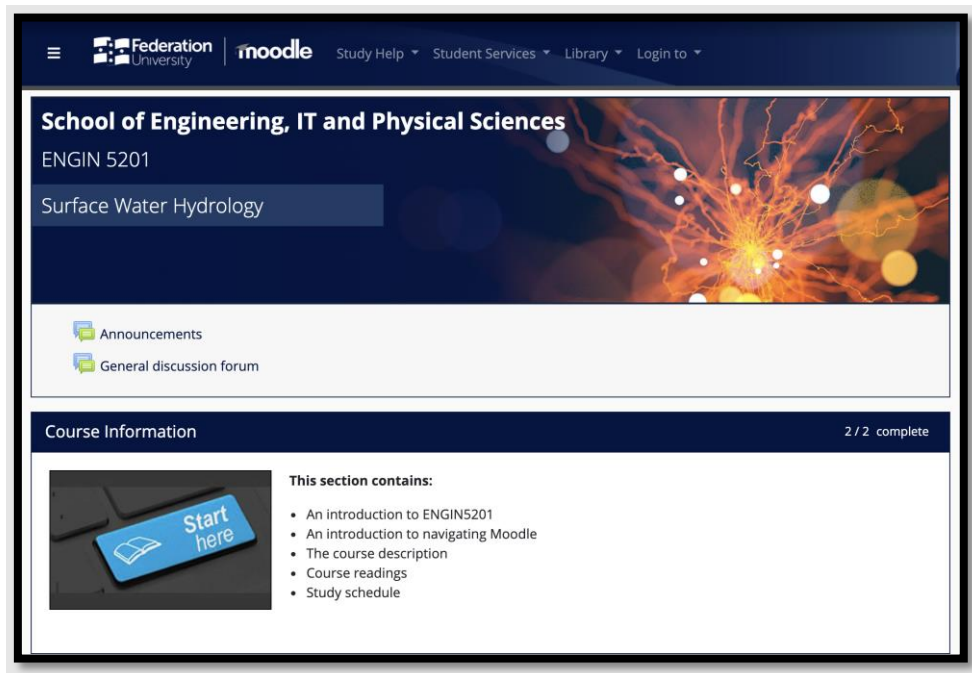 Federation University moodle Study Help Student Services Library Login to
School of Engineering, IT and Physical Sciences
ENGIN 5201
Surface Water Hydrology
Announcements
General discussion forum
Course Information 2 / 2 complete
Start here
This section contains:
An introduction to ENGIN5201
An introduction to navigating Moodle
The course description
Course readings
Study schedule